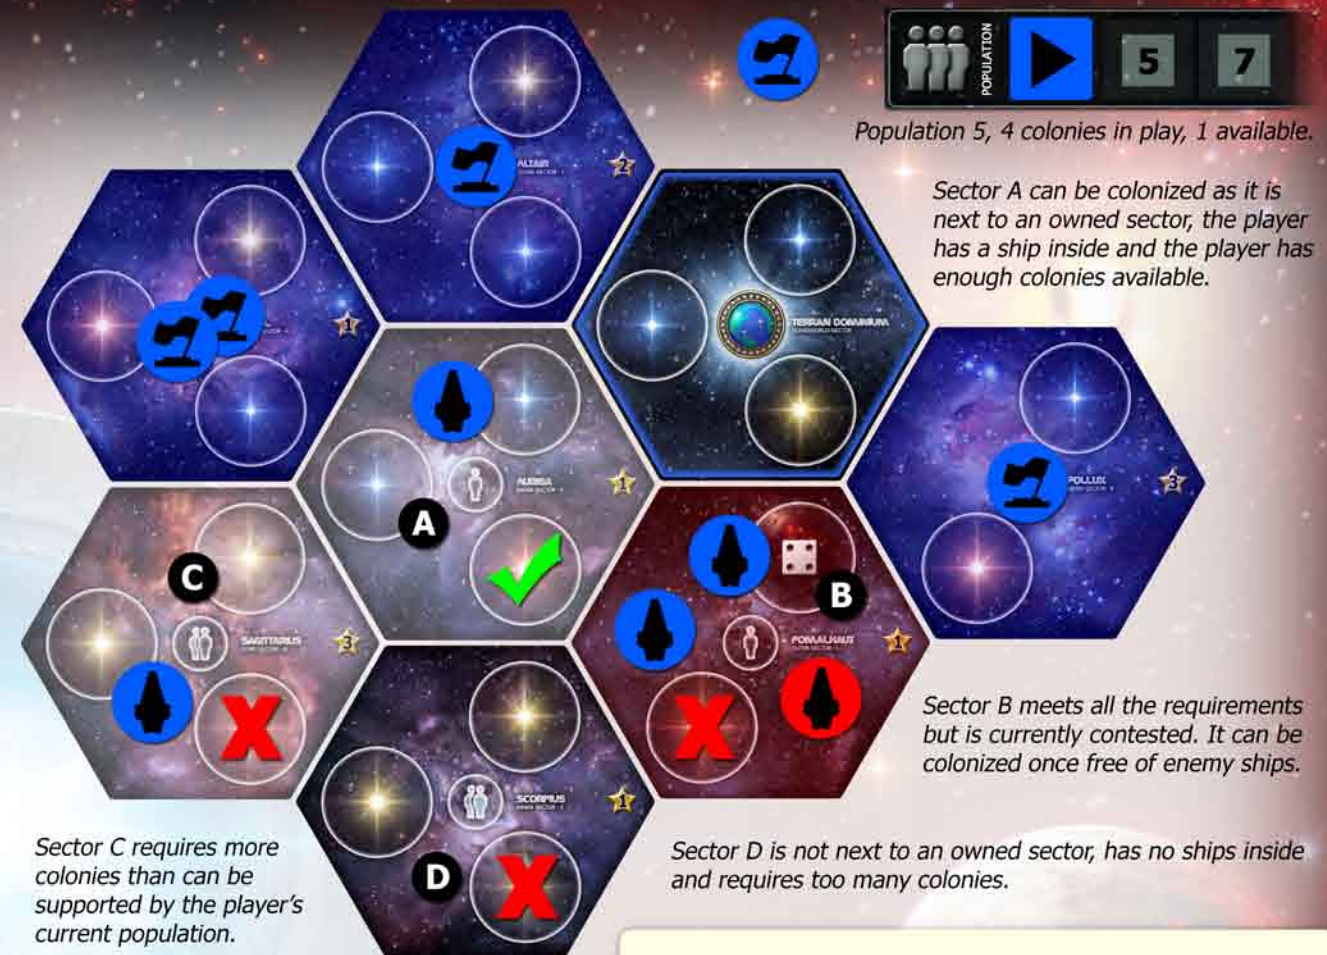 POPULATION
5
7
Population 5, 4 colonies in play, 1 available.
Sector A can be colonized as it is
next to an owned sector, the player
has a ship inside and the player has
enough colonies available.
ALTAIR
2
1
TERRAN DOMINIUM
HOMEWORLD SECTOR
AURIGA
1
A
POLLUX
3
C
SAGITTARIUS
3
X
B
FOMALHAUT
1
X
Sector B meets all the requirements
but is currently contested. It can be
colonized once free of enemy ships.
SCORPIUS
1
D
X
Sector C requires more
colonies than can be
supported by the player's
current population.
Sector D is not next to an owned sector, has no ships inside
and requires too many colonies.